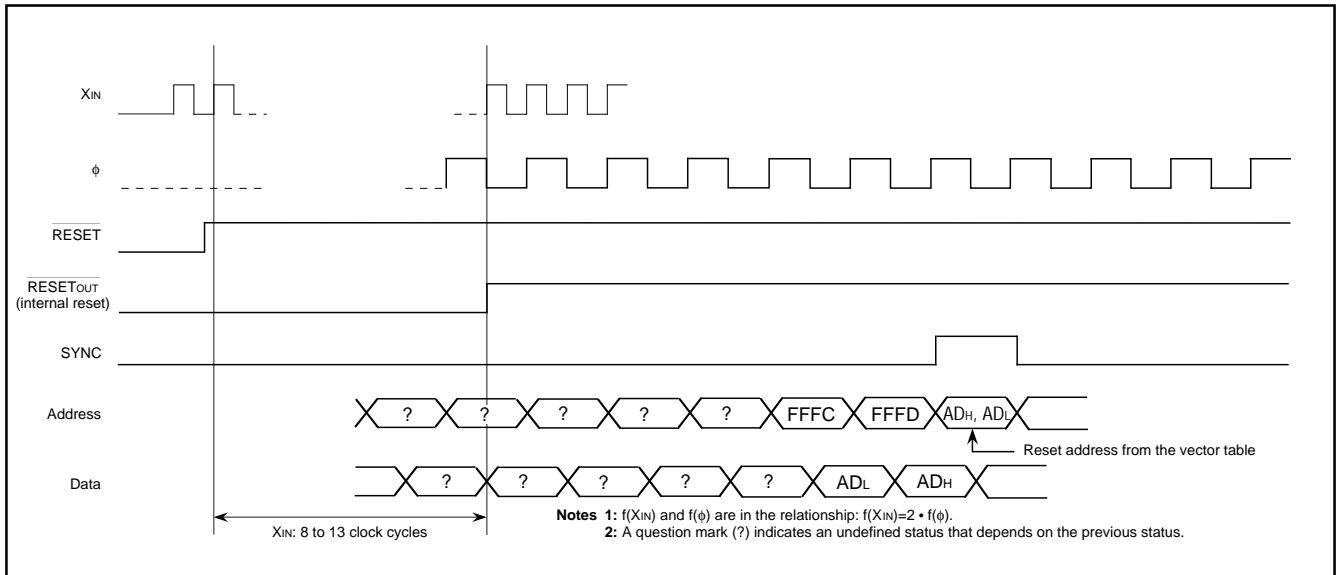 XIN
ϕ
RESET
RESETOUT
(internal reset)
SYNC
Address
? ? ? ? ? FFFC FFFD ADH, ADL
Reset address from the vector table
Data
? ? ? ? ? ADL ADH
XIN: 8 to 13 clock cycles
Notes 1: f(XIN) and f(ϕ) are in the relationship: f(XIN)=2 • f(ϕ).
2: A question mark (?) indicates an undefined status that depends on the previous status.